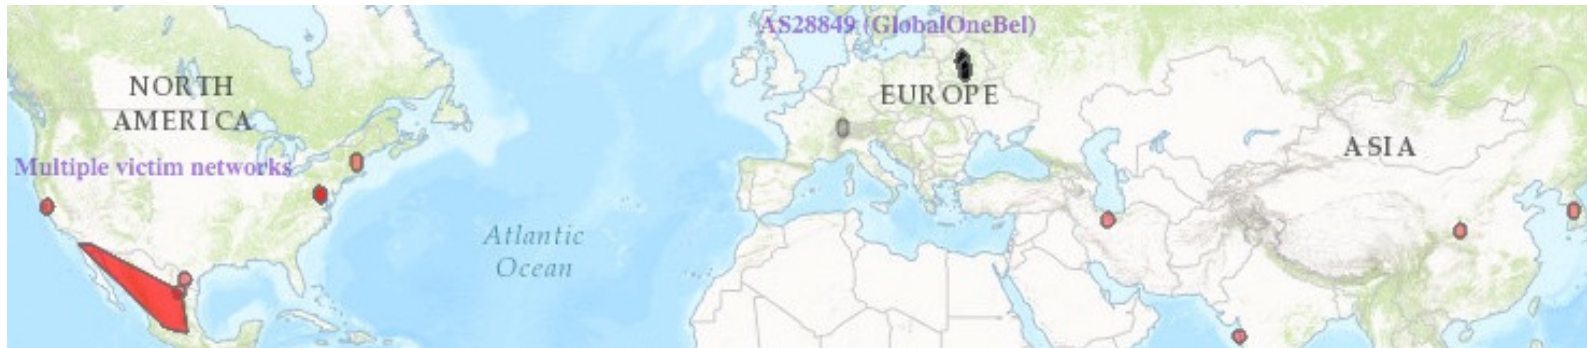 AS28849 (GlobalOneBel)
NORTH
AMERICA
EUROPE
ASIA
Multiple victim networks
Atlantic
Ocean